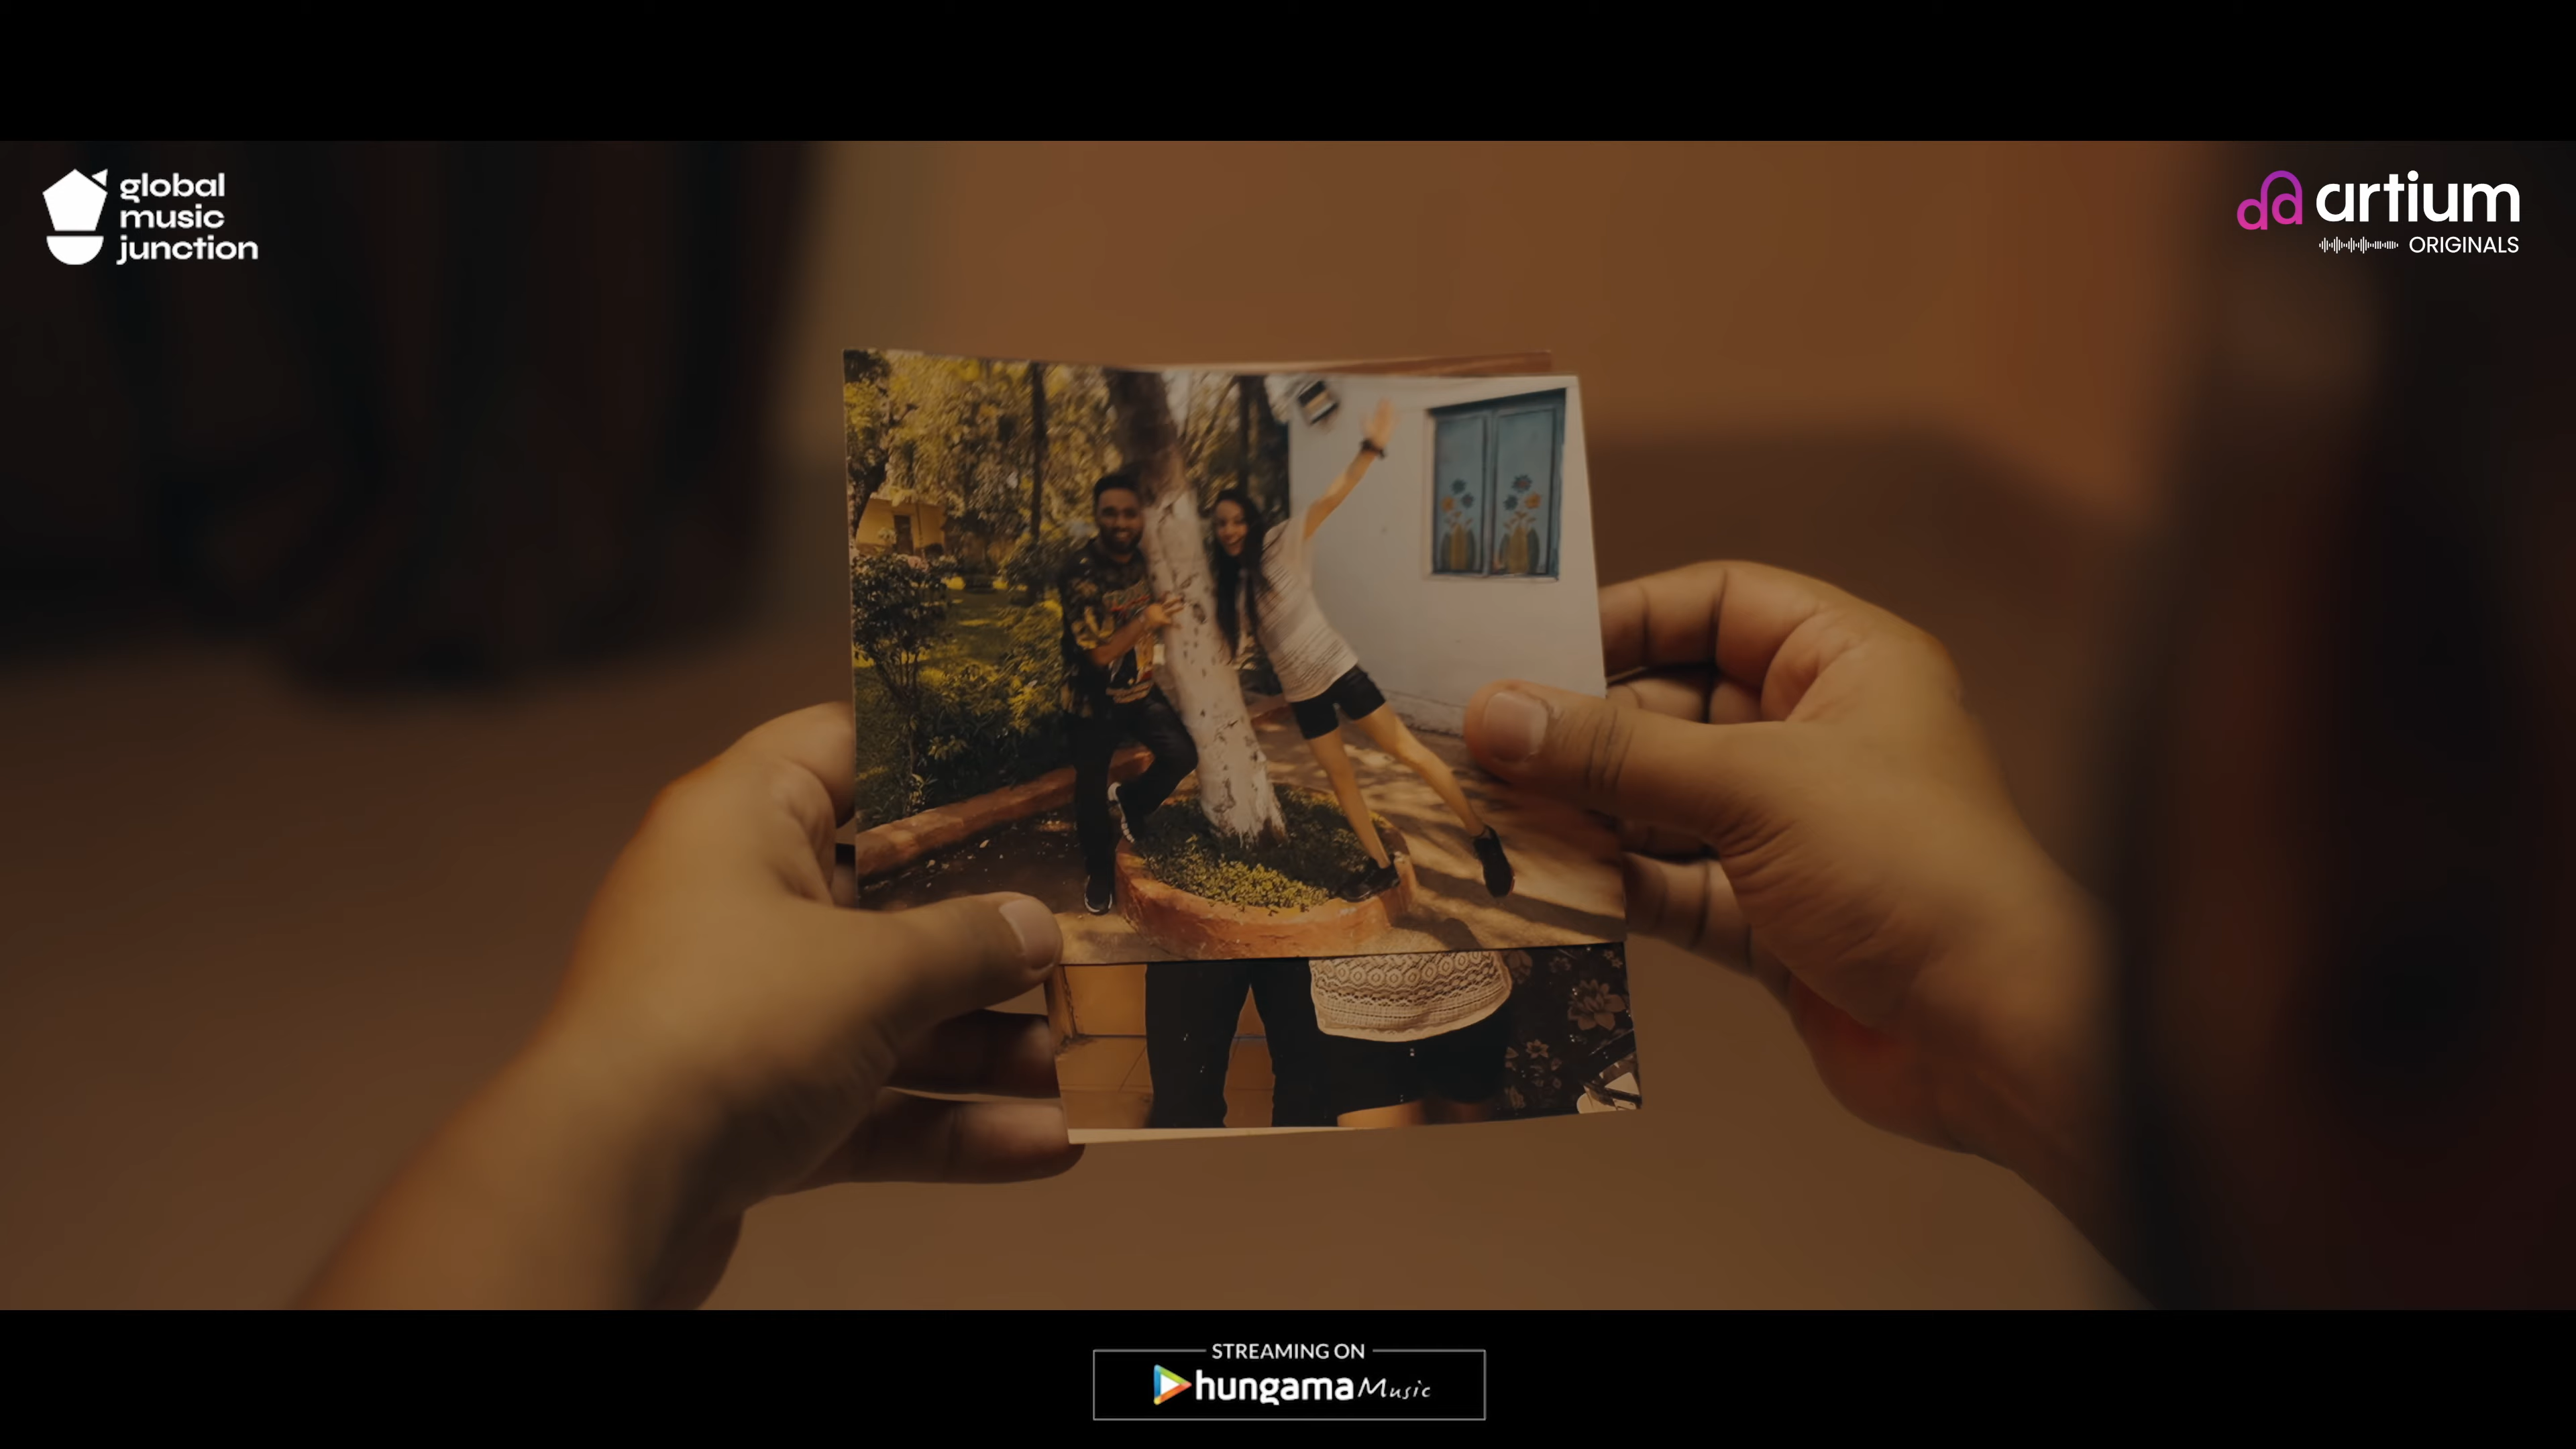 global
music
junction
artium
ORIGINALS
STREAMING ON
hungama Music